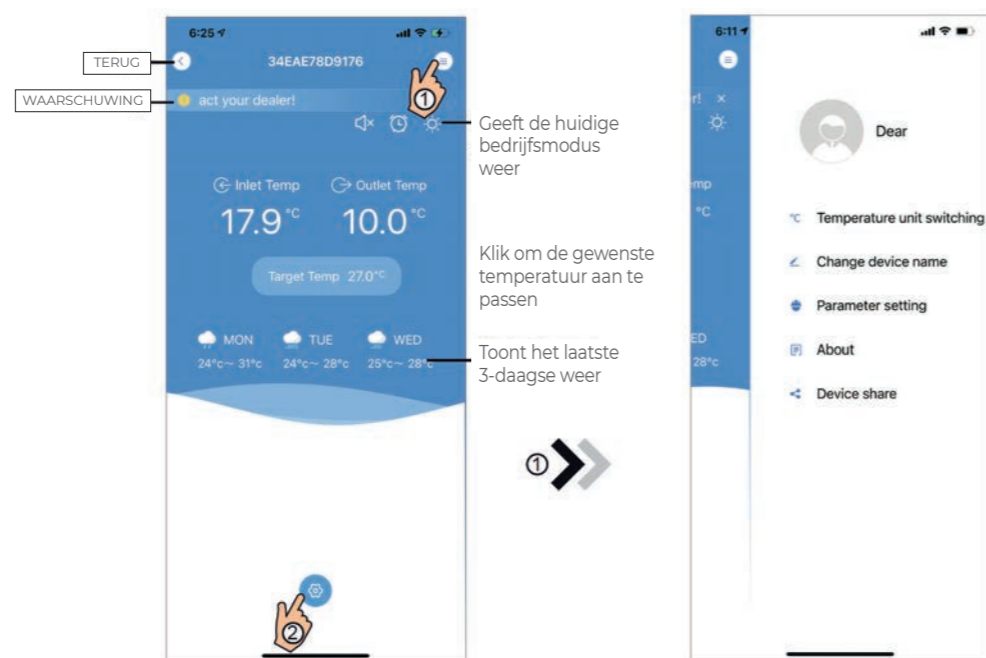 6:25
TERUG
34EAE78D9176
①
WAARSCHUWING
act your dealer!
Geeft de huidige
bedrijfsmodus
weer
Inlet Temp
Outlet Temp
17.9 °C
10.0 °C
Target Temp 27.0°C
Klik om de gewenste
temperatuur aan te
passen
MON
TUE
WED
24°c~ 31°c
24°c~ 28°c
25°c~ 28°c
Toont het laatste
3-daagse weer
②
①
6:11
r! ×
mp
°C
ED
28°c
Dear
°C Temperature unit switching
Change device name
Parameter setting
About
Device share